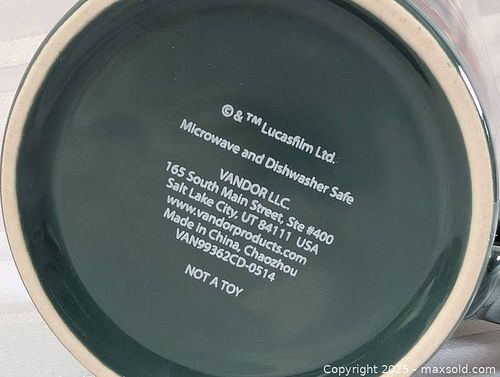 © & ™ Lucasfilm Ltd.
Microwave and Dishwasher Safe
VANDOR LLC
165 South Main Street, Ste #400
Salt Lake City, UT 84111 USA
www.vandorproducts.com
Made in China, Chaozhou
VAN99362CD-0514
NOT A TOY
Copyright 2025 - maxsold.com